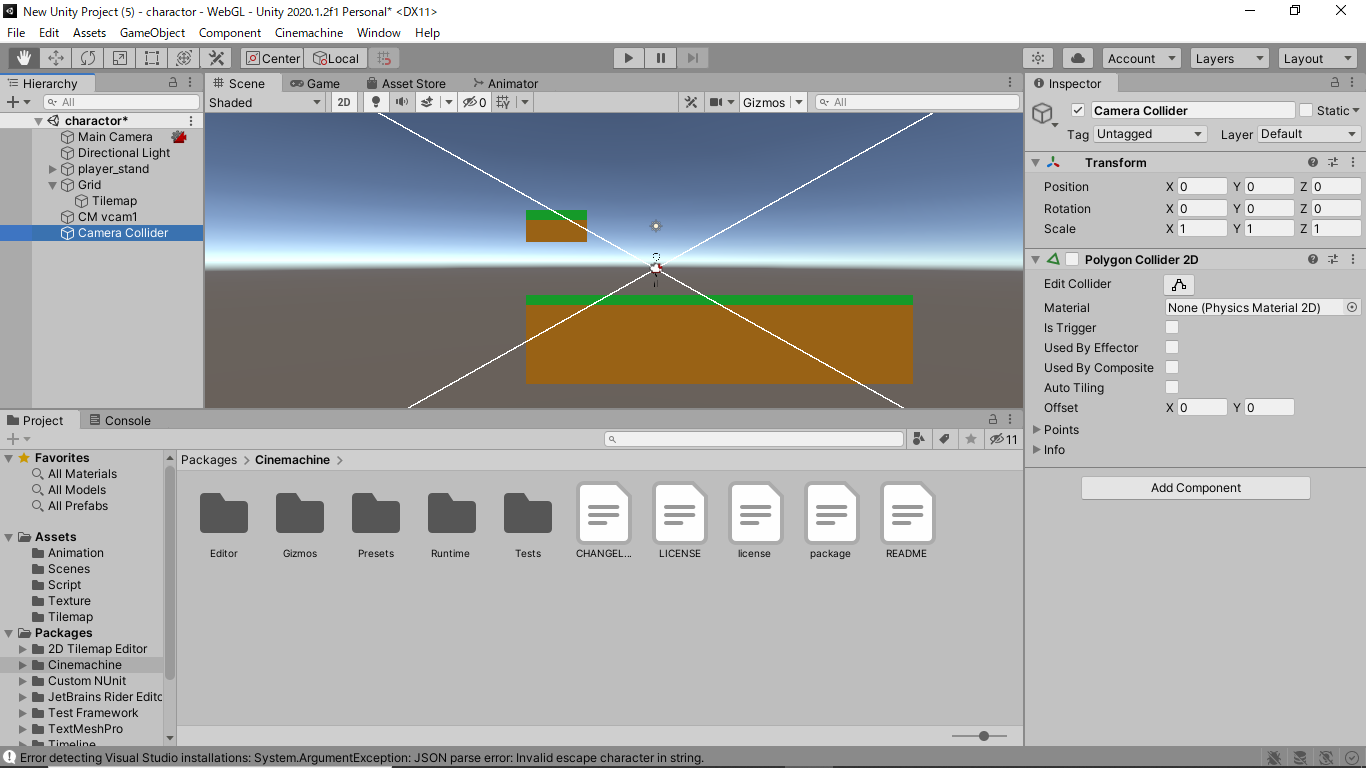 New Unity Project (5) - charactor - WebGL - Unity 2020.1.2f1 Personal* <DX11>
File Edit Assets GameObject Component Cinemachine Window Help
Center Local Account Layers Layout
Hierarchy
All
charactor*
Main Camera
Directional Light
player_stand
Grid
Tilemap
CM vcam1
Camera Collider
Scene Game Asset Store Animator
Shaded 2D 0 Gizmos All
Inspector
Camera Collider Static
Tag Untagged Layer Default
Transform
Position X 0 Y 0 Z 0
Rotation X 0 Y 0 Z 0
Scale X 1 Y 1 Z 1
Polygon Collider 2D
Edit Collider
Material None (Physics Material 2D)
Is Trigger
Used By Effector
Used By Composite
Auto Tiling
Offset X 0 Y 0
Points
Info
Add Component
Project Console
11
Favorites
All Materials
All Models
All Prefabs
Assets
Animation
Scenes
Script
Texture
Tilemap
Packages
2D Tilemap Editor
Cinemachine
Custom NUnit
JetBrains Rider Editc
Test Framework
TextMeshPro
Timeline
Packages > Cinemachine >
Editor Gizmos Presets Runtime Tests CHANGEL... LICENSE license package README
Error detecting Visual Studio installations: System.ArgumentException: JSON parse error: Invalid escape character in string.